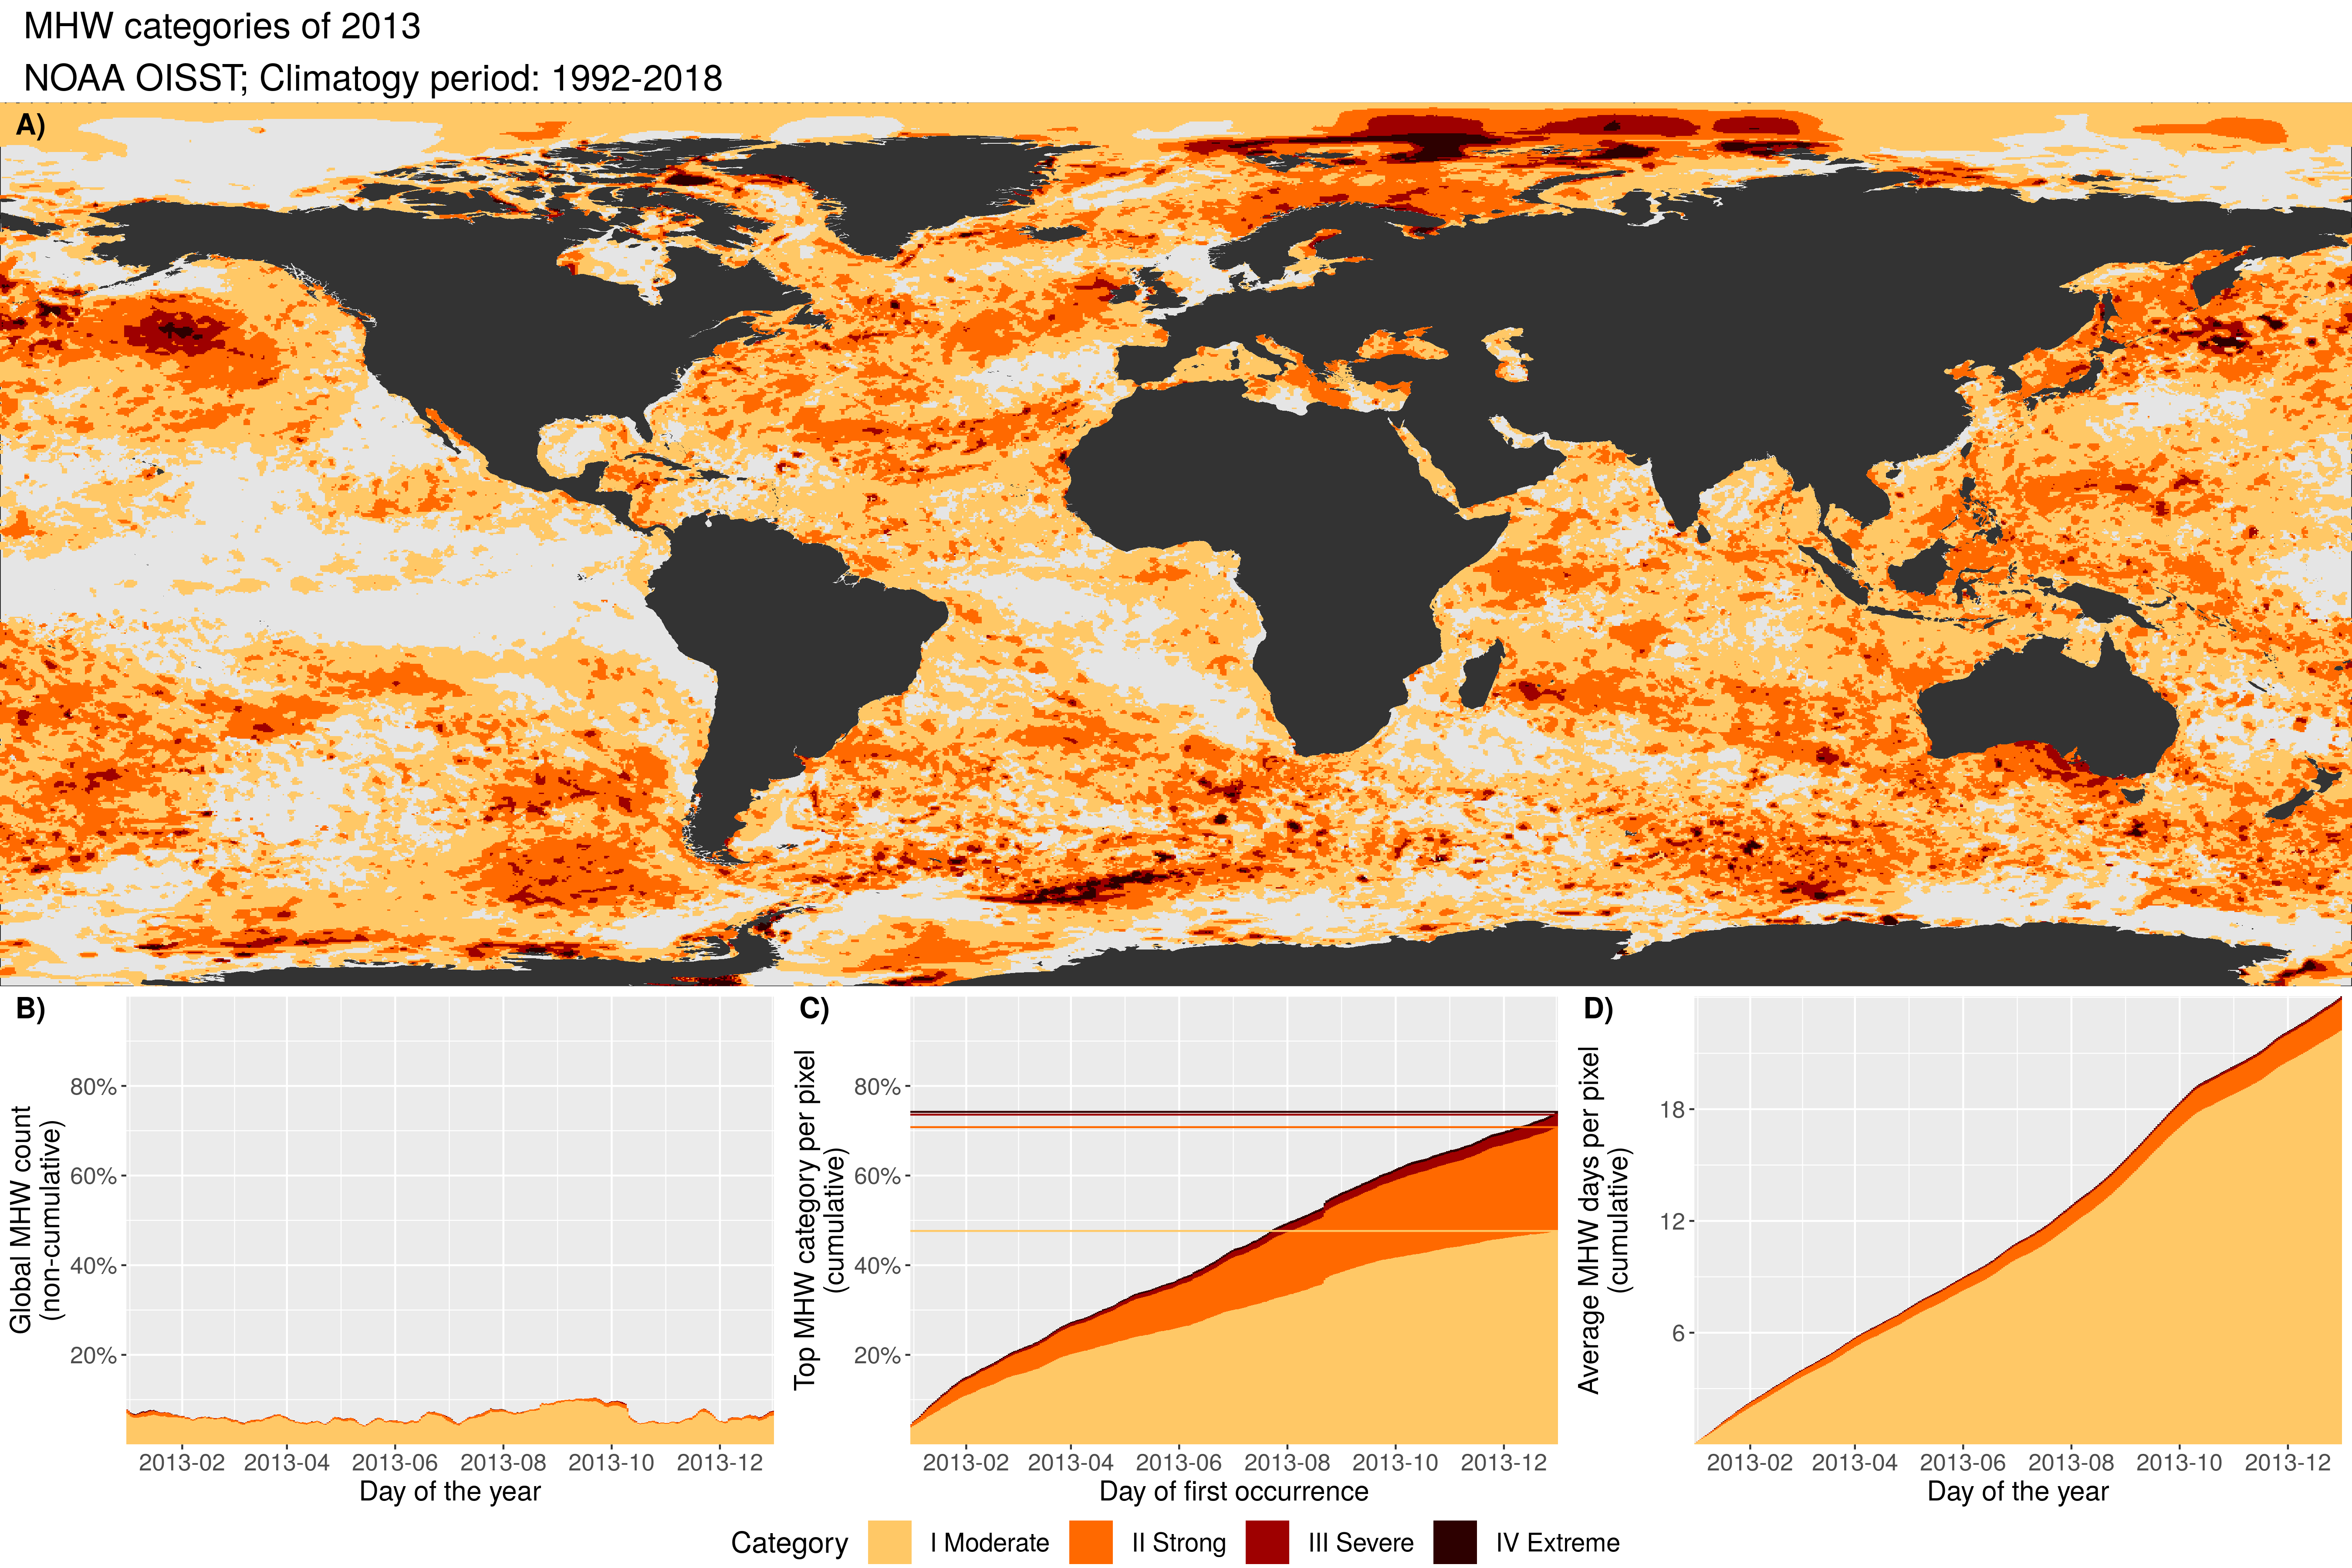 MHW categories of 2013
NOAA OISST; Climatogy period: 1992-2018
A)
B)
Global MHW count
(non-cumulative)
80%
60%
40%
20%
2013-02 2013-04 2013-06 2013-08 2013-10 2013-12
Day of the year
C)
Top MHW category per pixel
(cumulative)
80%
60%
40%
20%
2013-02 2013-04 2013-06 2013-08 2013-10 2013-12
Day of first occurrence
D)
Average MHW days per pixel
(cumulative)
18
12
6
2013-02 2013-04 2013-06 2013-08 2013-10 2013-12
Day of the year
Category I Moderate II Strong III Severe IV Extreme